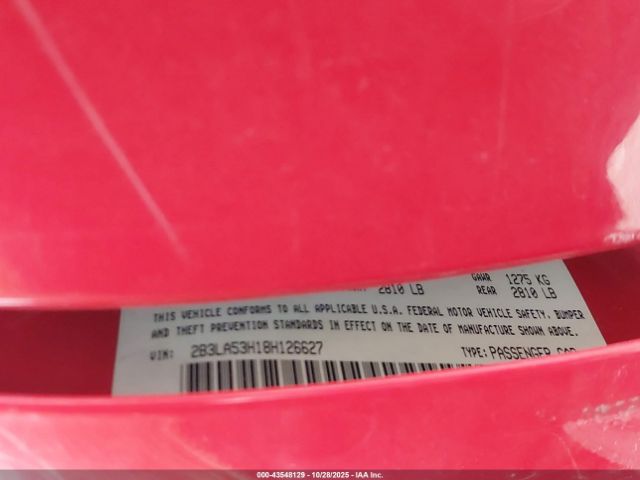 2810 LB
GAWR 1275 KG
REAR 2810 LB
THIS VEHICLE CONFORMS TO ALL APPLICABLE U.S.A. FEDERAL MOTOR VEHICLE SAFETY, BUMPER
AND THEFT PREVENTION STANDARDS IN EFFECT ON THE DATE OF MANUFACTURE SHOWN ABOVE.
VIN: 2B3LA53H18H126627 TYPE: PASSENGER CAR
000-43548129 - 10/28/2025 - IAA Inc.